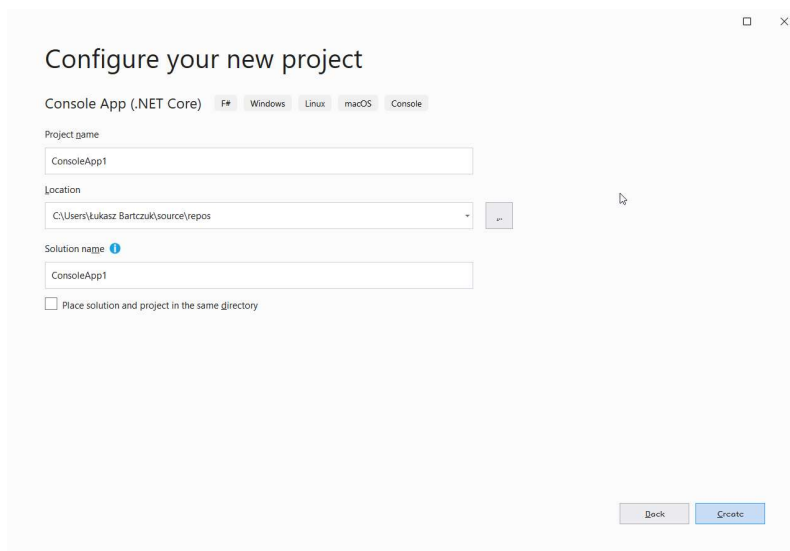 Configure your new project
Console App (.NET Core) F# Windows Linux macOS Console
Project name
ConsoleApp1
Location
C:\Users\Łukasz Bartczuk\source\repos
...
Solution name
ConsoleApp1
Place solution and project in the same directory
Back Create